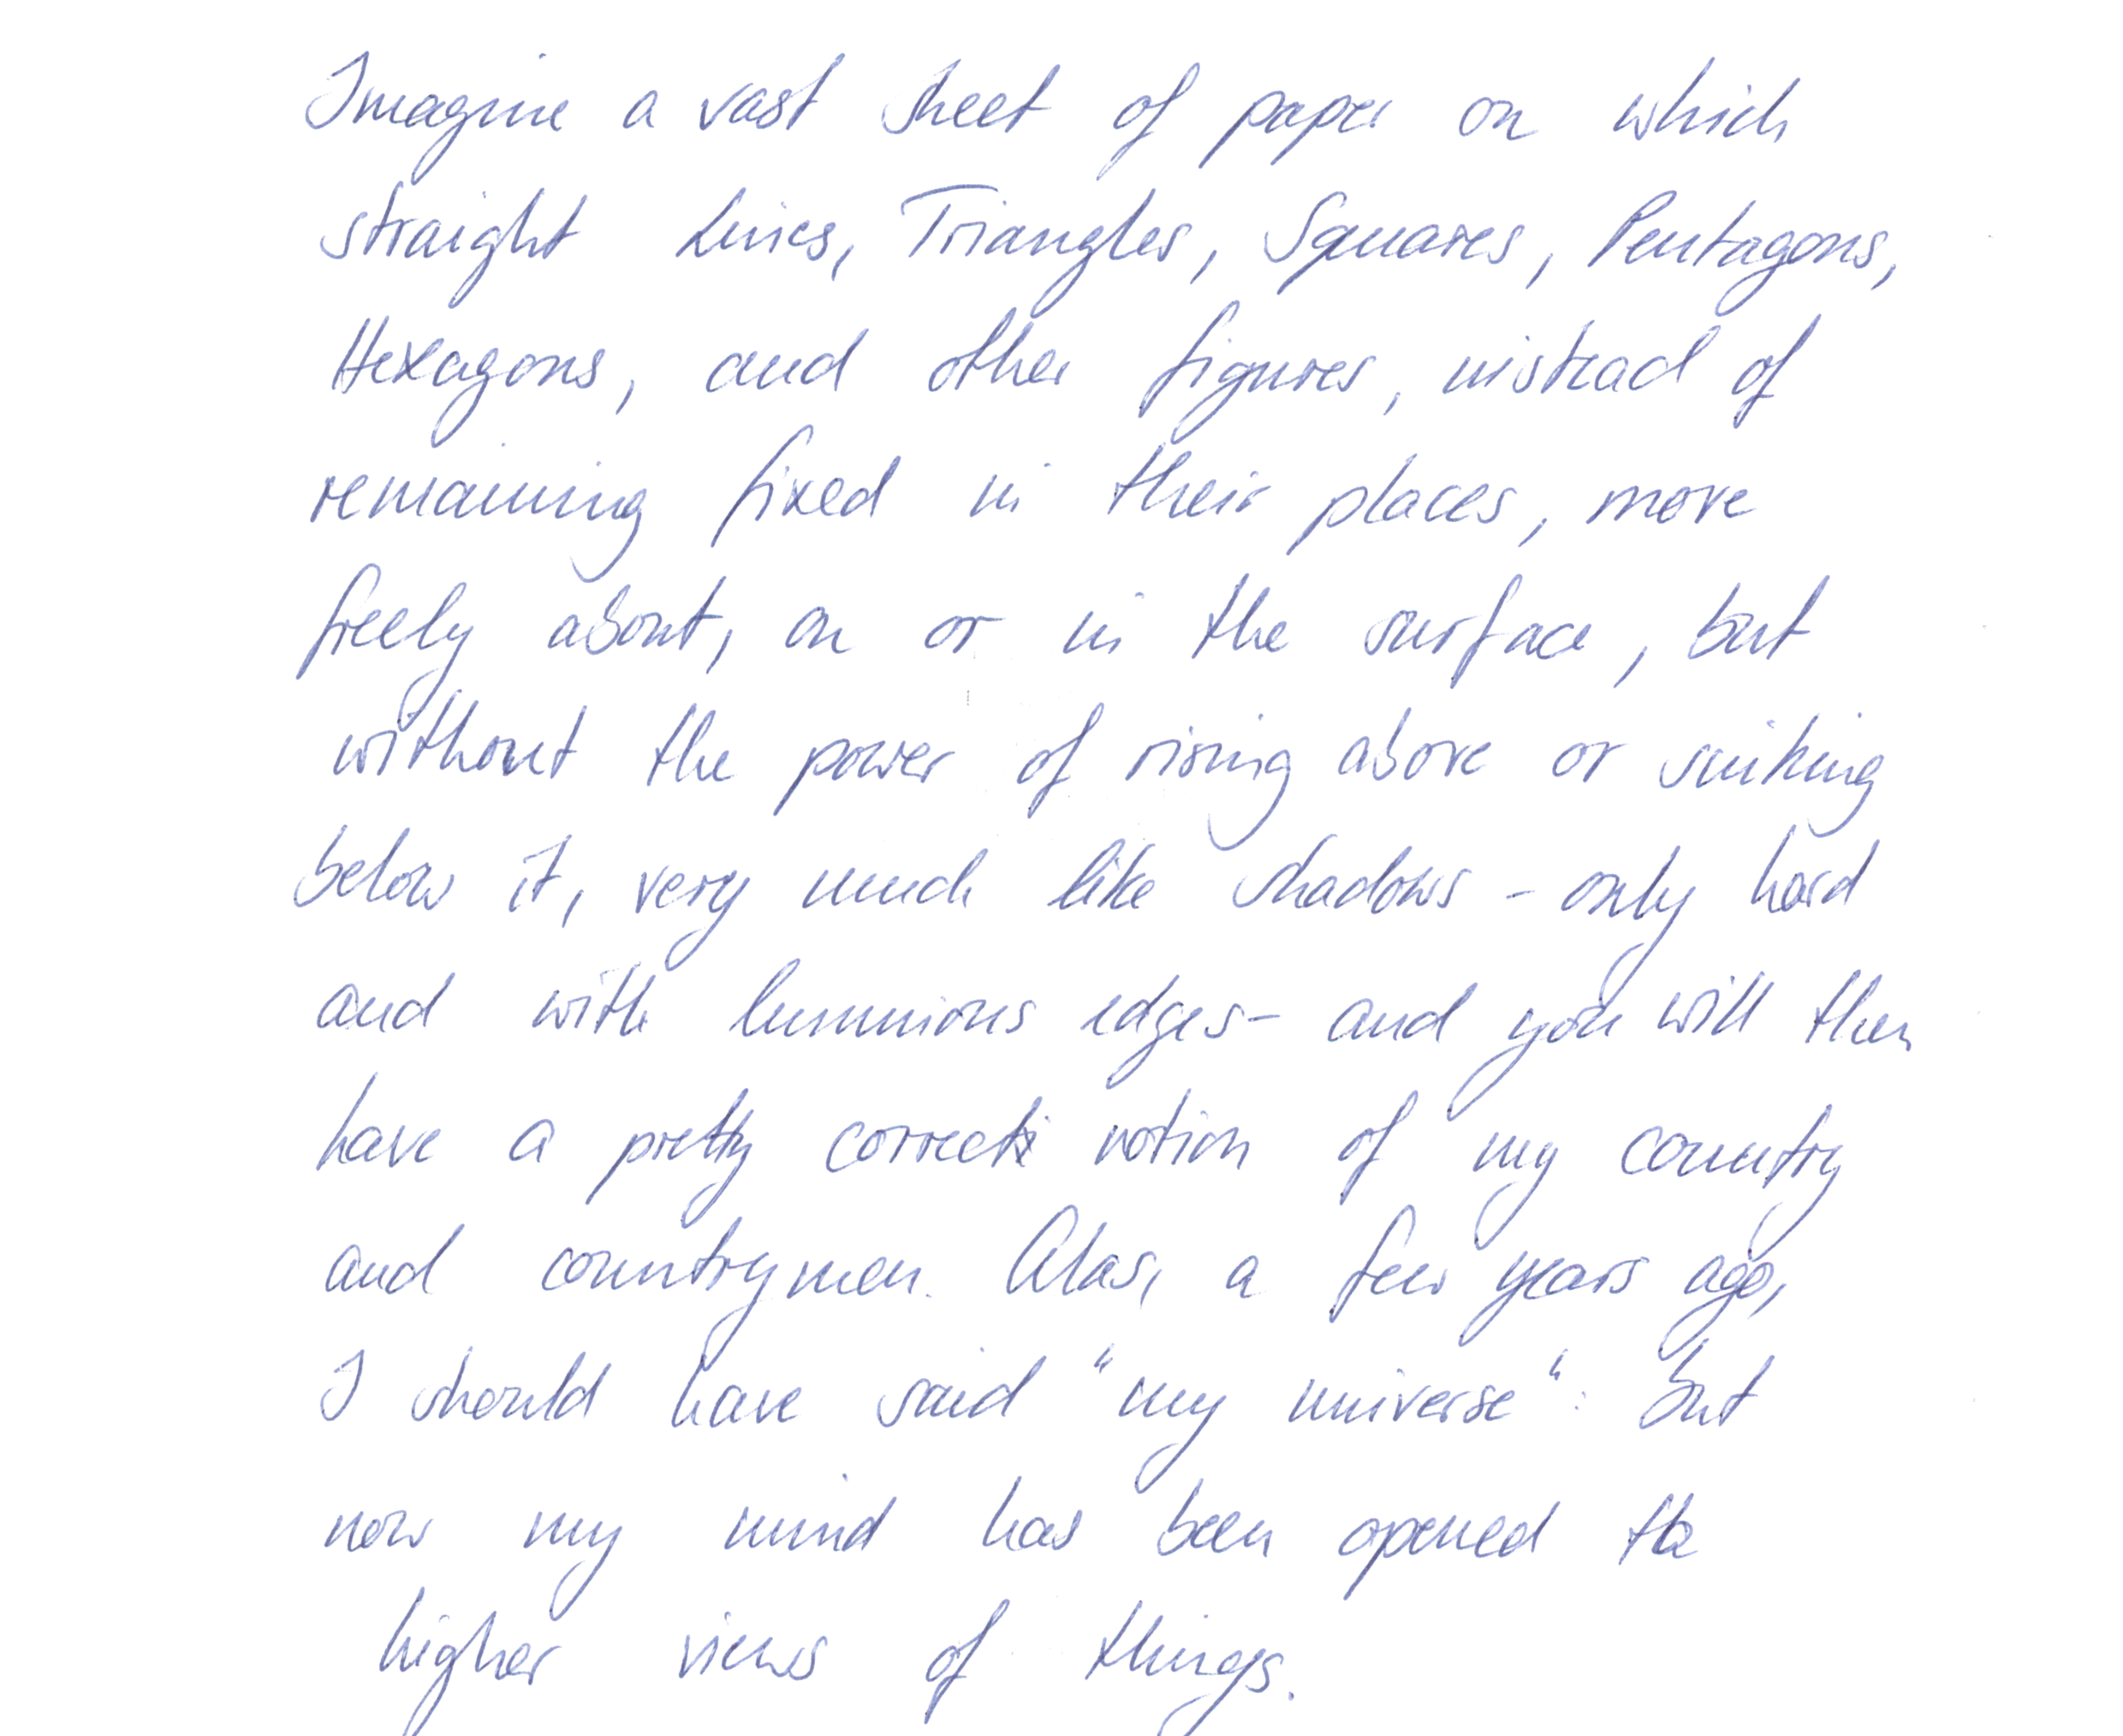 Imagine a vast sheet of paper on which
straight Lines, Triangles, Squares, Pentagons,
Hexagons, and other figures, instead of
remaining fixed in their places, move
freely about, on or in the surface, but
without the power of rising above or sinking
below it, very much like shadows - only hard
and with luminous edges - and you will then
have a pretty correct notion of my country
and countrymen. Alas, a few years ago,
I should have said "my universe": but
now my mind has been opened to
higher views of things.